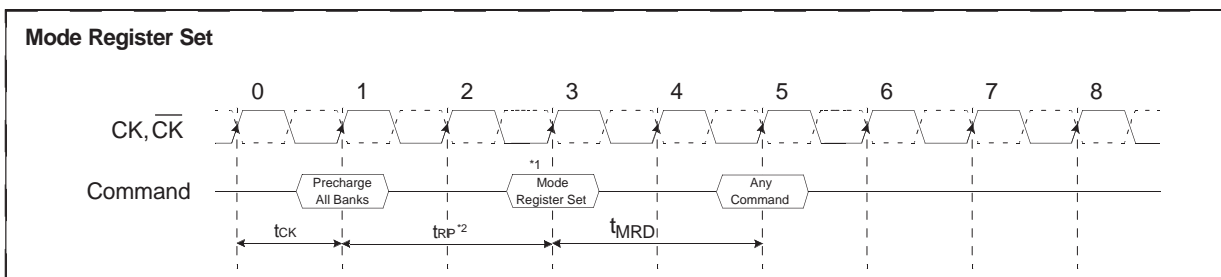 Mode Register Set
0 1 2 3 4 5 6 7 8
CK, CK
*1
Command
Precharge
All Banks
Mode
Register Set
Any
Command
tCK
tRP*2
tMRD